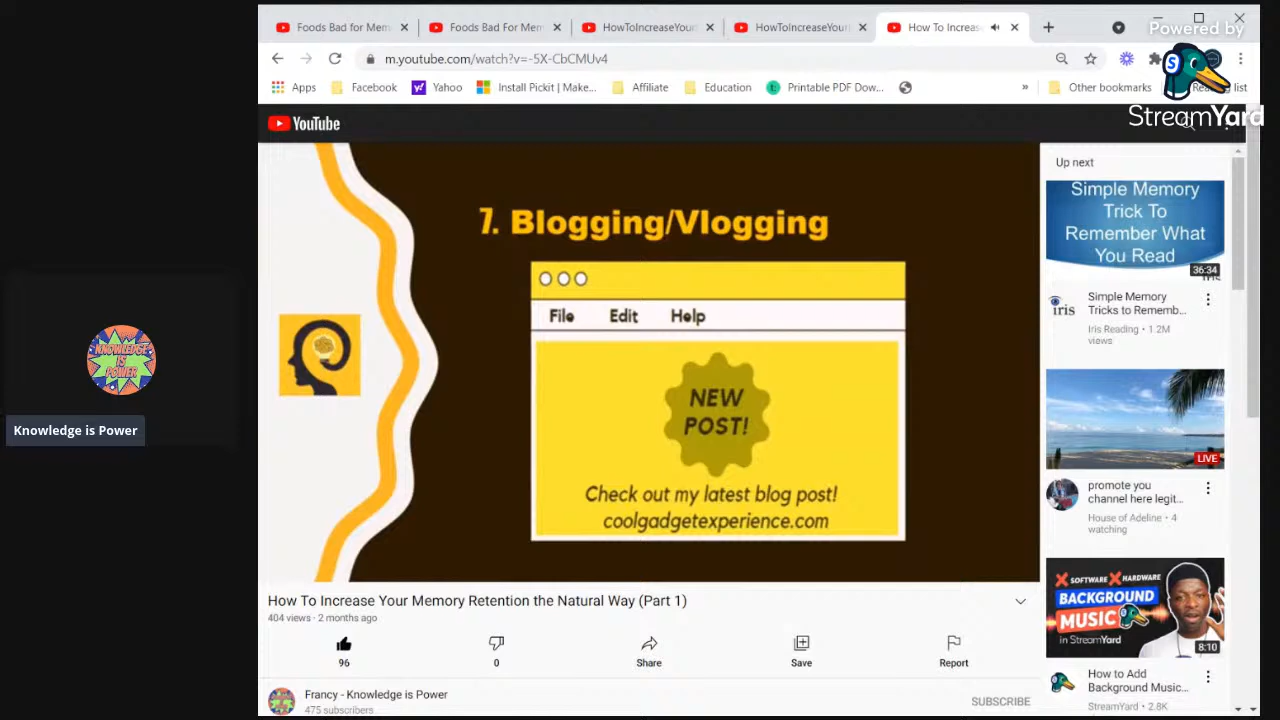 Foods Bad for Mem
Foods Bad For Mem
HowToIncreaseYour
HowToIncreaseYour
How To Increas
Powered by
m.youtube.com/watch?v=-5X-CbCMUv4
Apps
Facebook
Yahoo
Install Pickit | Make...
Affiliate
Education
Printable PDF Dow...
»
Other bookmarks
list
StreamYard
YouTube
Up next
7. Blogging/Vlogging
File
Edit
Help
NEW
POST!
Check out my latest blog post!
coolgadgetexperience.com
KNOWLEDGE
IS
POWER
Knowledge is Power
Simple Memory
Trick To
Remember What
You Read
36:34
iris
Simple Memory
Tricks to Rememb...
Iris Reading • 1.2M
views
LIVE
promote you
channel here legit...
House of Adeline • 4
watching
SOFTWARE HARDWARE
BACKGROUND
MUSIC
in StreamYard
8:10
How to Add
Background Music...
StreamYard • 2.8K
How To Increase Your Memory Retention the Natural Way (Part 1)
404 views · 2 months ago
96
0
Share
Save
Report
Francy - Knowledge is Power
475 subscribers
SUBSCRIBE